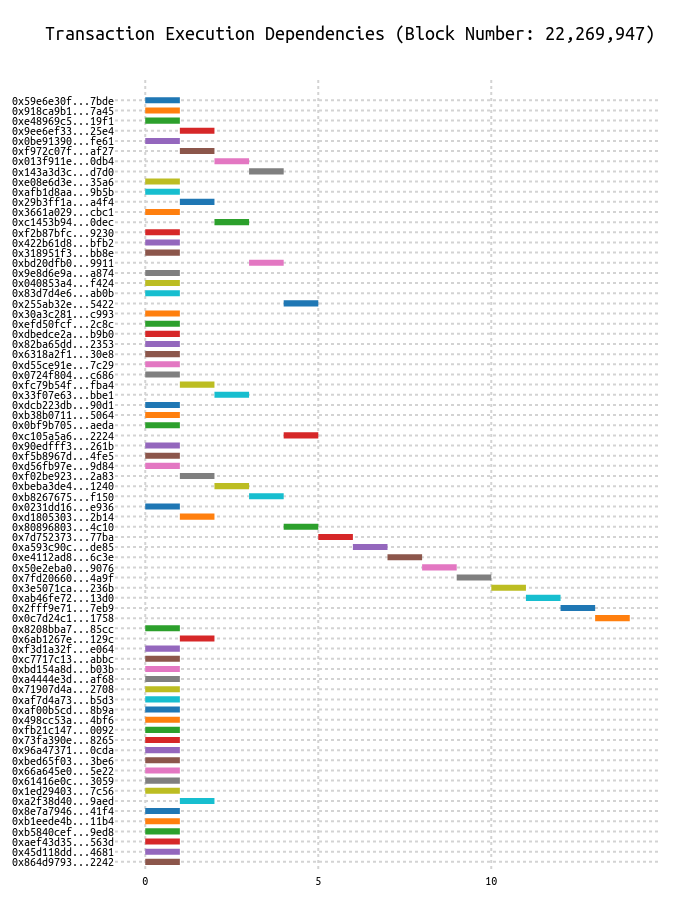 Transaction Execution Dependencies (Block Number: 22,269,947)
0x59e6e30f...7bde
0x918ca9b1...7a45
0xe48969c5...19f1
0x9ee6ef33...25e4
0x0be91390...fe61
0xf972c07f...af27
0x013f911e...0db4
0x143a3d3c...d7d0
0xe08e6d3e...35a6
0xafb1d8aa...9b5b
0x29b3ff1a...a4f4
0x3661a029...cbc1
0xc1453b94...0dec
0xf2b87bfc...9230
0x422b61d8...bfb2
0x318951f3...bb8e
0xbd20dfb0...9911
0x9e8d6e9a...a874
0x040853a4...f424
0x83d7d4e6...ab0b
0x255ab32e...5422
0x30a3c281...c993
0xefd50fcf...2c8c
0xdbedce2a...b9b0
0x82ba65dd...2353
0x6318a2f1...30e8
0xd55ce91e...7c29
0x0724f804...c686
0xfc79b54f...fba4
0x33f07e63...bbe1
0xdcb223db...90d1
0xb38b0711...5064
0x0bf9b705...aeda
0xc105a5a6...2224
0x90edfff3...261b
0xf5b8967d...4fe5
0xd56fb97e...9d84
0xf02be923...2a83
0xbeba3de4...1240
0xb8267675...f150
0x0231dd16...e936
0xd1805303...2b14
0x80896803...4c10
0x7d752373...77ba
0xa593c90c...de85
0xe4112ad8...6c3e
0x50e2eba0...9076
0x7fd20660...4a9f
0x3e5071ca...236b
0xab46fe72...13d0
0x2fff9e71...7eb9
0x0c7d24c1...1758
0x8208bba7...85cc
0x6ab1267e...129c
0xf3d1a32f...e064
0xc7717c13...abbc
0xbd154a8d...b03b
0xa4444e3d...af68
0x71907d4a...2708
0xaf7d4a73...b5d3
0xaf00b5cd...8b9a
0x498cc53a...4bf6
0xfb21c147...0092
0x73fa390e...8265
0x96a47371...0cda
0xbed65f03...3be6
0x66a645e0...5e22
0x61416e0c...3059
0x1ed29403...7c56
0xa2f38d40...9aed
0x8e7a7946...41f4
0xb1eede4b...11b4
0xb5840cef...9ed8
0xaef43d35...563d
0x45d118dd...4681
0x864d9793...2242
0 5 10